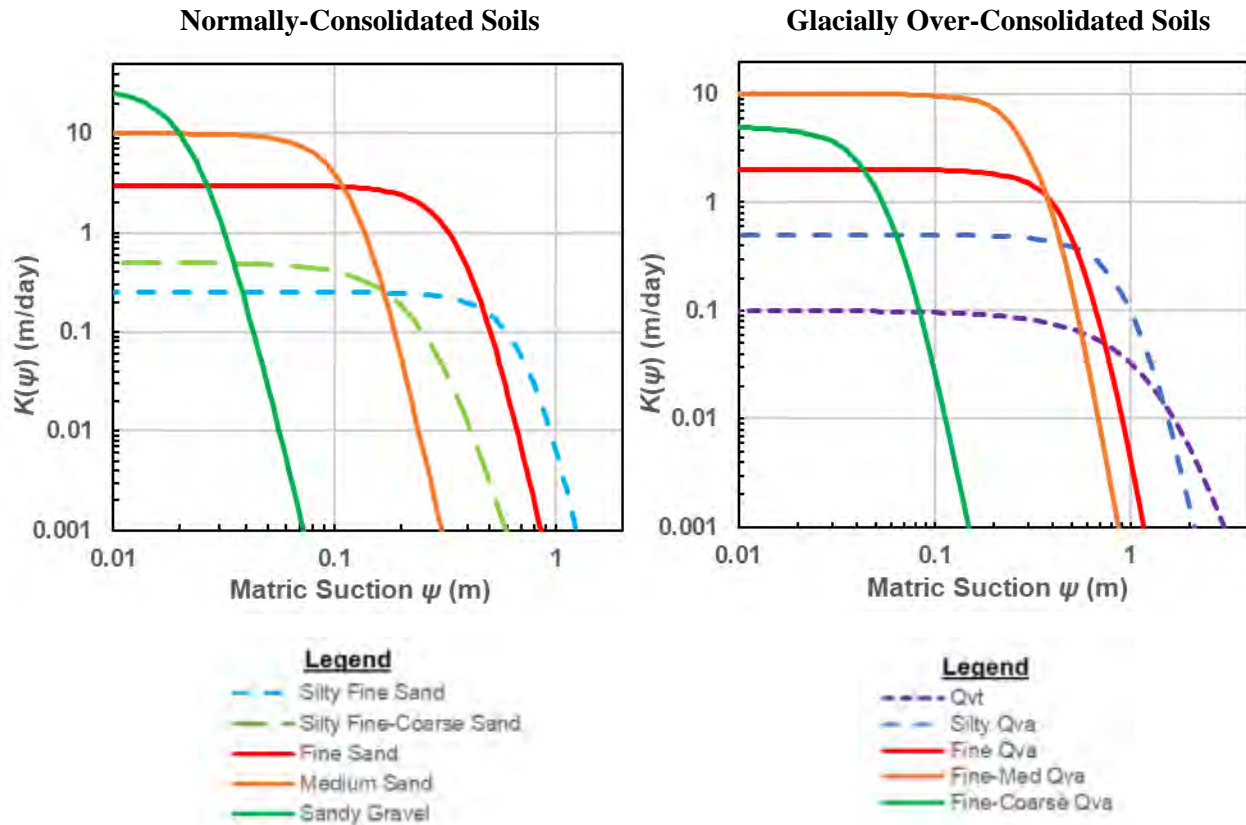 Normally-Consolidated Soils
10
1
0.1
0.01
0.001
K(ψ) (m/day)
0.01 0.1 1
Matric Suction ψ (m)
Legend
Silty Fine Sand
Silty Fine-Coarse Sand
Fine Sand
Medium Sand
Sandy Gravel
Glacially Over-Consolidated Soils
10
1
0.1
0.01
0.001
K(ψ) (m/day)
0.01 0.1 1
Matric Suction ψ (m)
Legend
Qvt
Silty Qva
Fine Qva
Fine-Med Qva
Fine-Coarse Qva